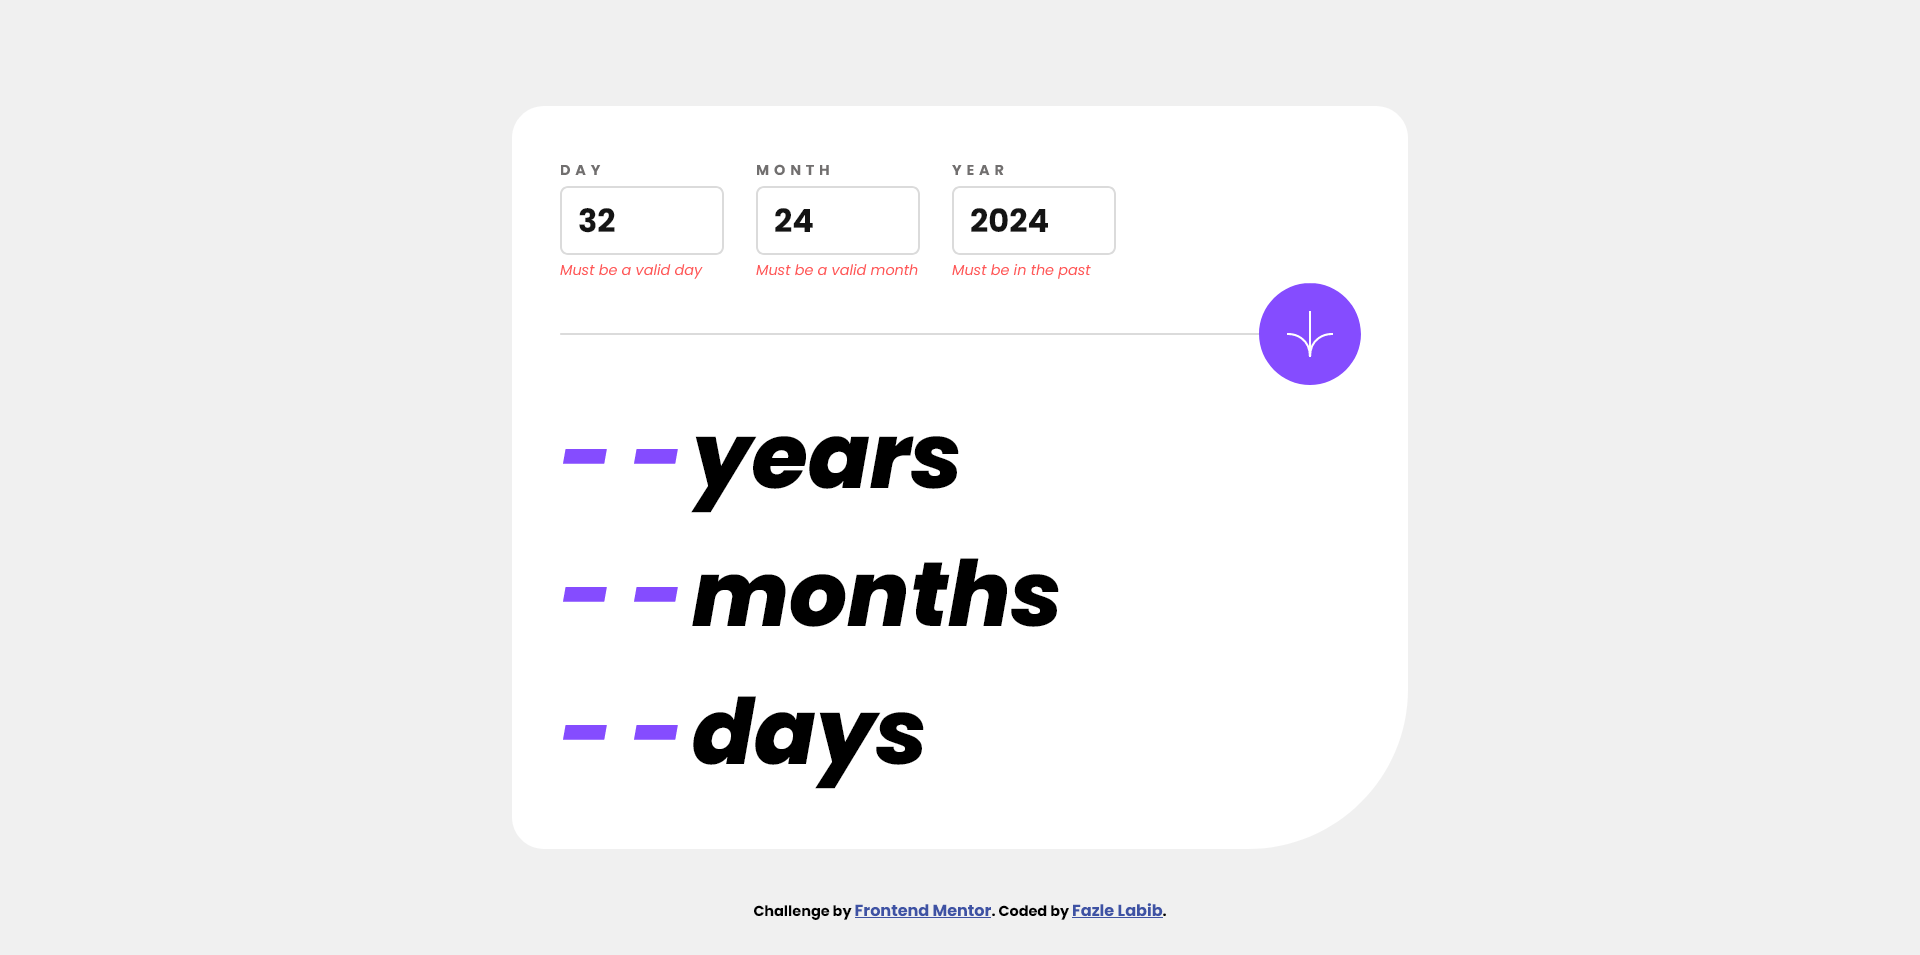 DAY MONTH YEAR
32 24 2024
Must be a valid day Must be a valid month Must be in the past
- - years
- - months
- - days
Challenge by Frontend Mentor. Coded by Fazle Labib.